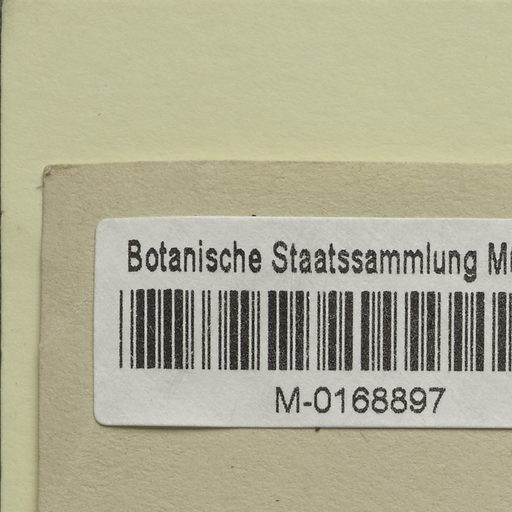 Botanische Staatssammlung
M-0168897